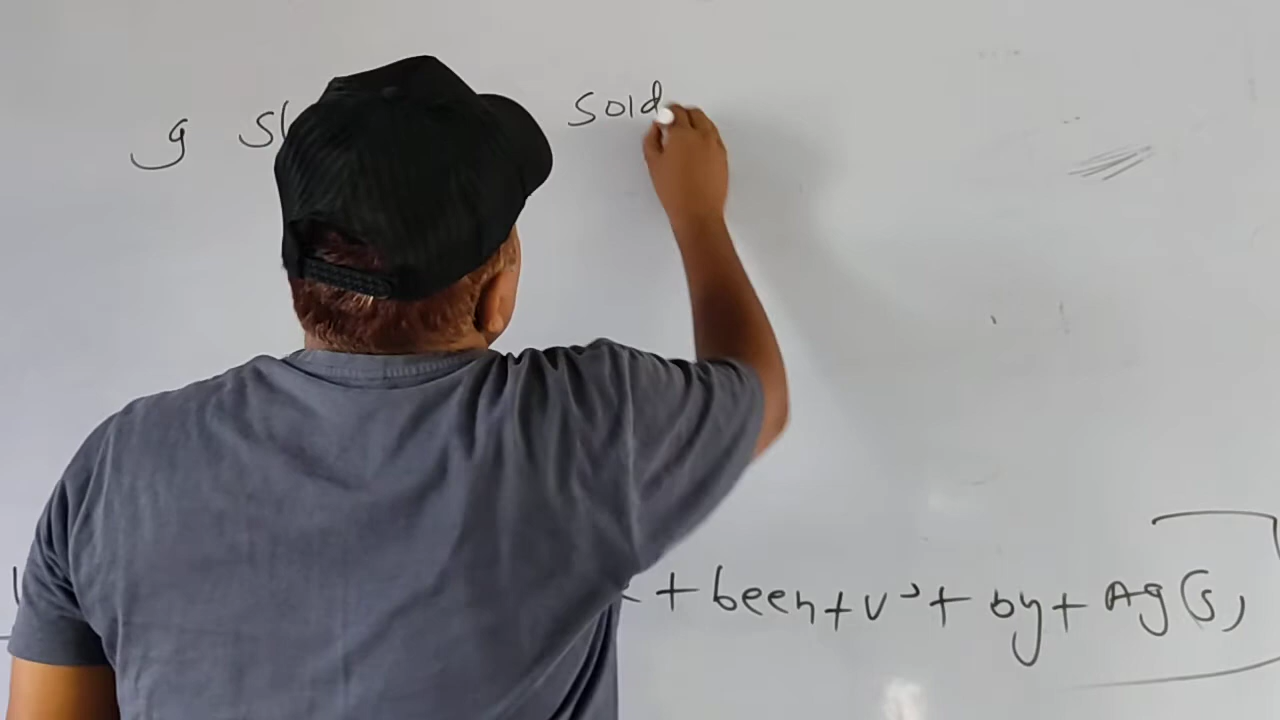 g sold
+ been + v³ + by + Ag(s)